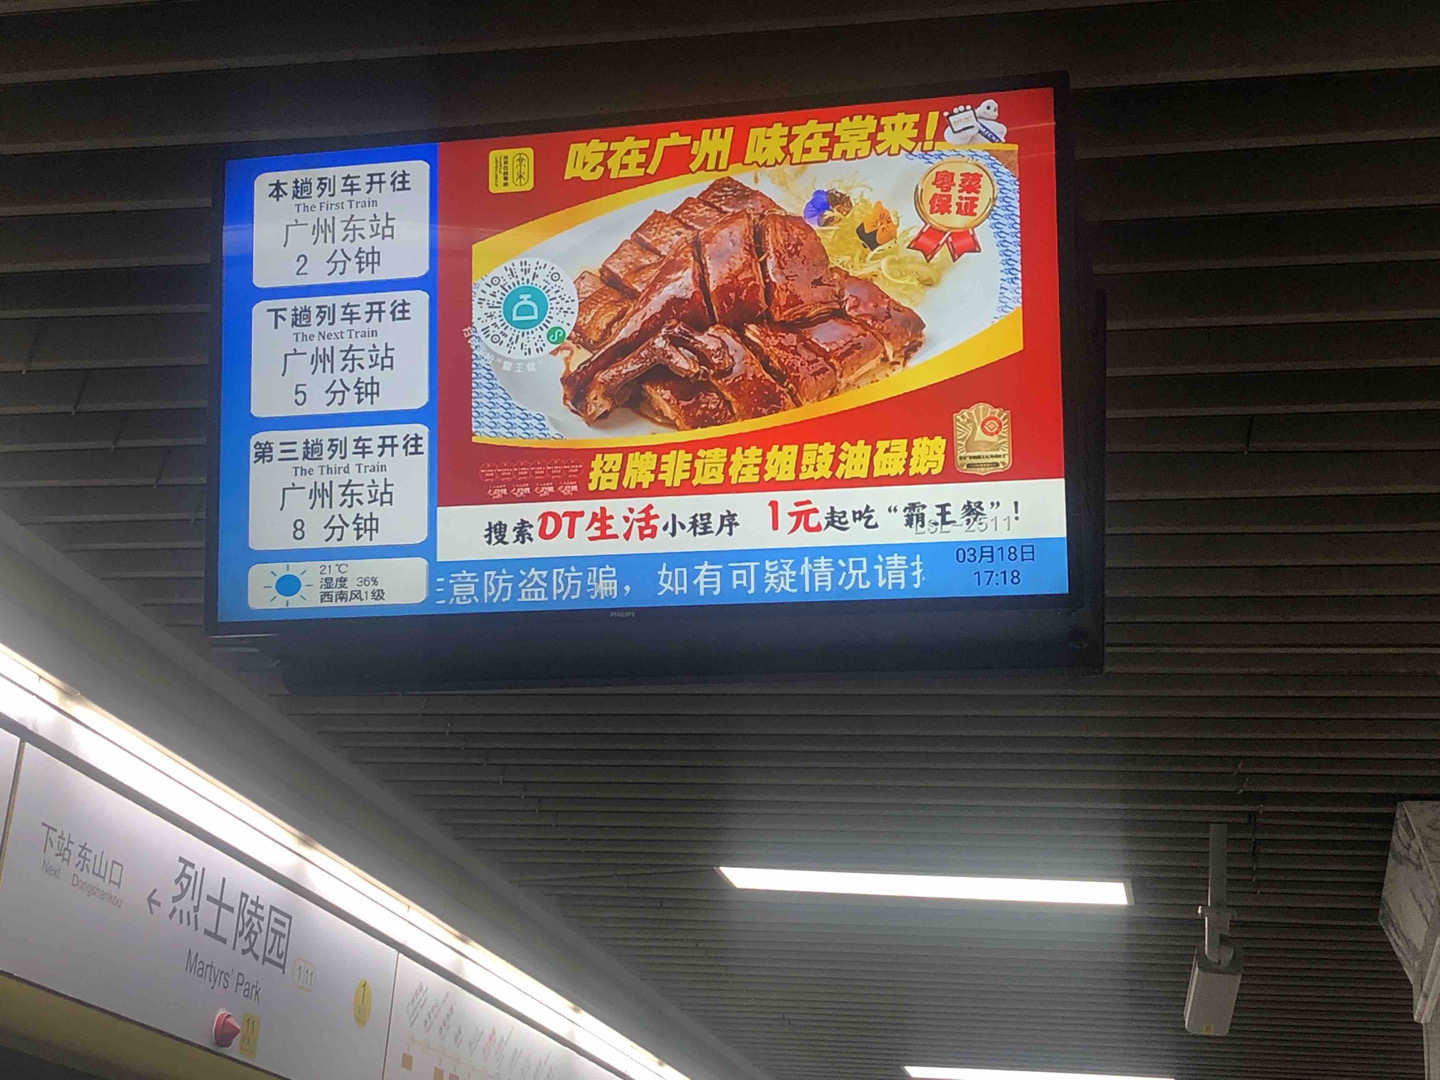 本趟列车开往
The First Train
广州东站
2 分钟
下趟列车开往
The Next Train
广州东站
5 分钟
第三趟列车开往
The Third Train
广州东站
8 分钟
21℃
湿度 36%
西南风1级
吃在广州 味在常来!
粤菜
保证
招牌非遗桂姐豉油碌鹅
搜索DT生活小程序 1元起吃“霸王餐”!
LSL-2511
意防盗防骗，如有可疑情况请
03月18日
17:18
PHILIPS
下站 东山口
Next Dongshankou
←烈士陵园
Martyrs' Park
1
11